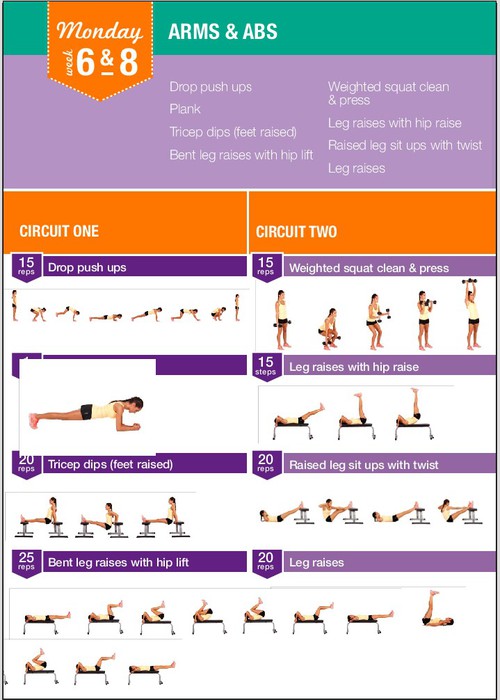 Monday
week
6 & 8
ARMS & ABS
Drop push ups
Plank
Tricep dips (feet raised)
Bent leg raises with hip lift
Weighted squat clean
& press
Leg raises with hip raise
Raised leg sit ups with twist
Leg raises
CIRCUIT ONE
15
reps
Drop push ups
20
reps
Tricep dips (feet raised)
25
reps
Bent leg raises with hip lift
CIRCUIT TWO
15
reps
Weighted squat clean & press
15
steps
Leg raises with hip raise
20
reps
Raised leg sit ups with twist
20
reps
Leg raises